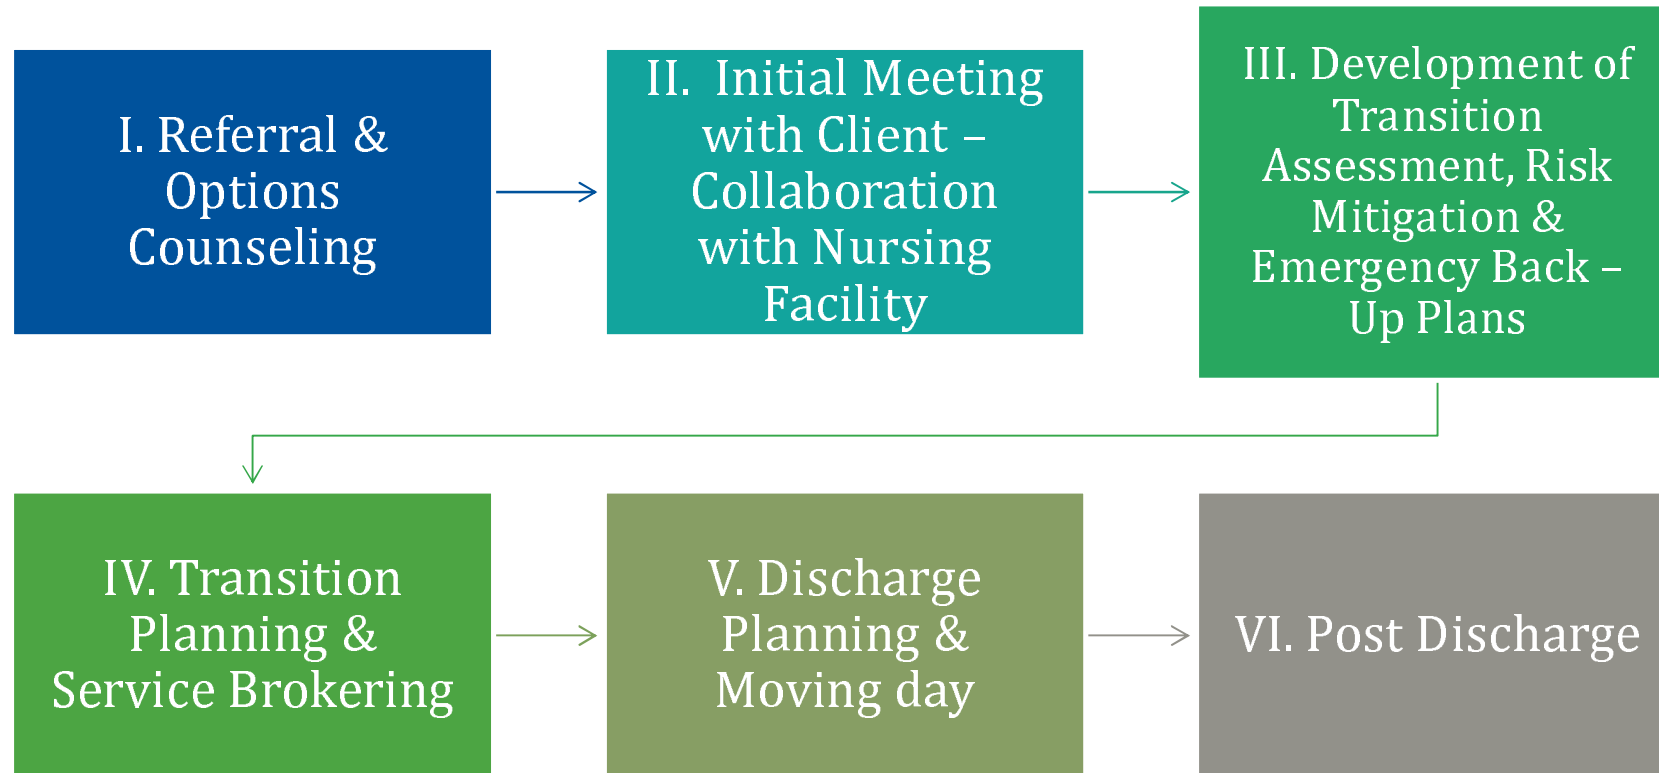 I. Referral &
Options
Counseling
II.  Initial Meeting
with Client –
Collaboration
with Nursing
Facility
III. Development of
Transition
Assessment, Risk
Mitigation &
Emergency Back –
Up Plans
IV. Transition
Planning &
Service Brokering
V. Discharge
Planning &
Moving day
VI. Post Discharge